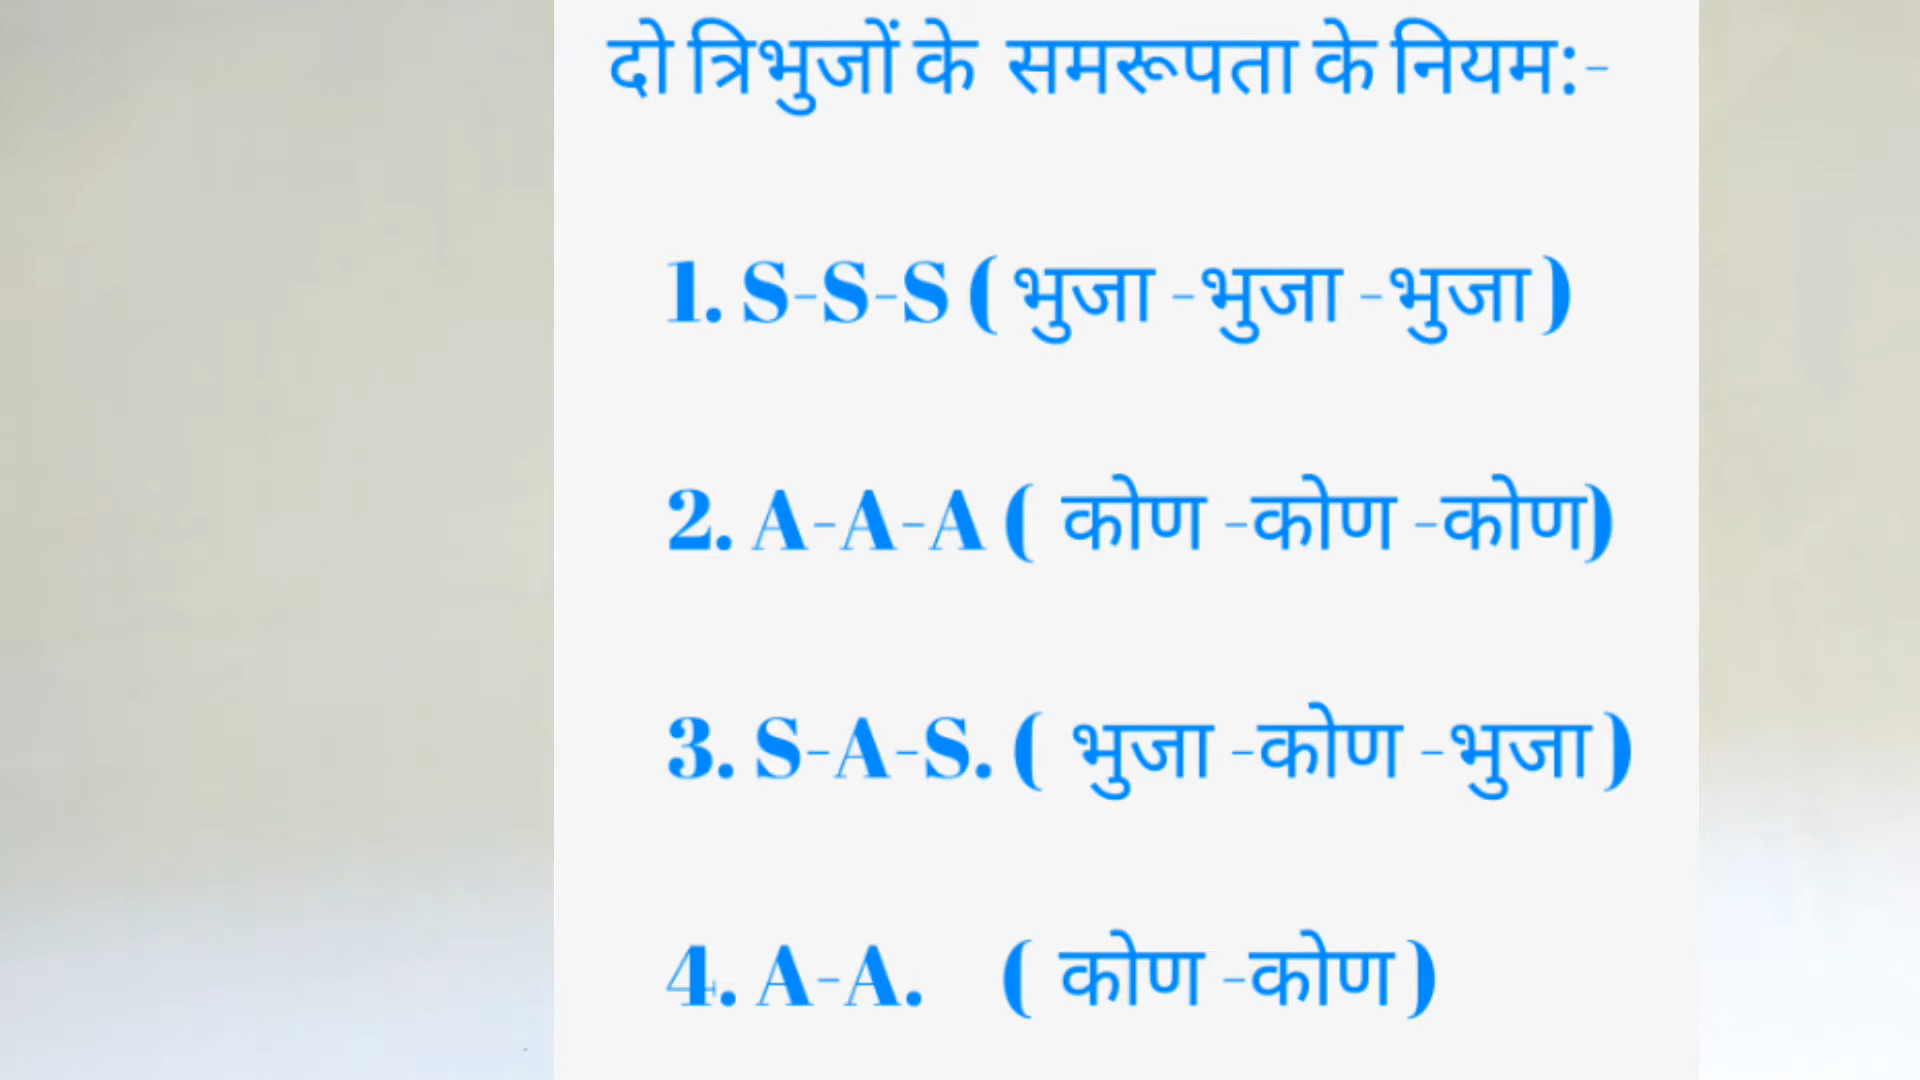 दो त्रिभुजों के समरूपता के नियम:-
1. S-S-S ( भुजा -भुजा -भुजा )
2. A-A-A ( कोण -कोण -कोण)
3. S-A-S. ( भुजा -कोण -भुजा )
4. A-A. ( कोण -कोण )